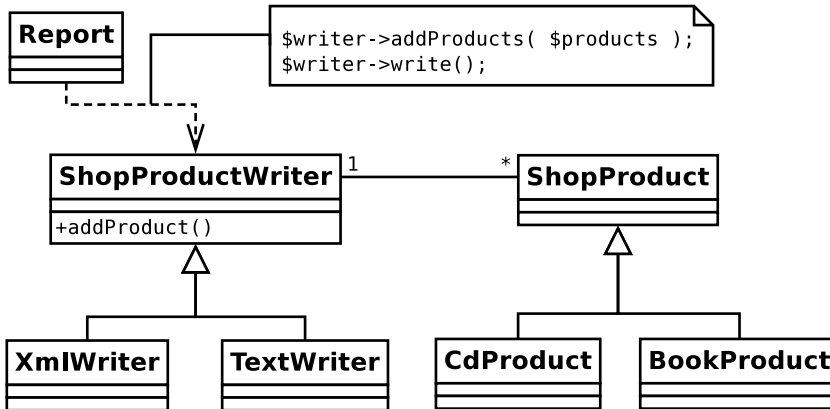 Report
$writer->addProducts( $products );
$writer->write();
ShopProductWriter
1
*
ShopProduct
+addProduct()
XmlWriter
TextWriter
CdProduct
BookProduct